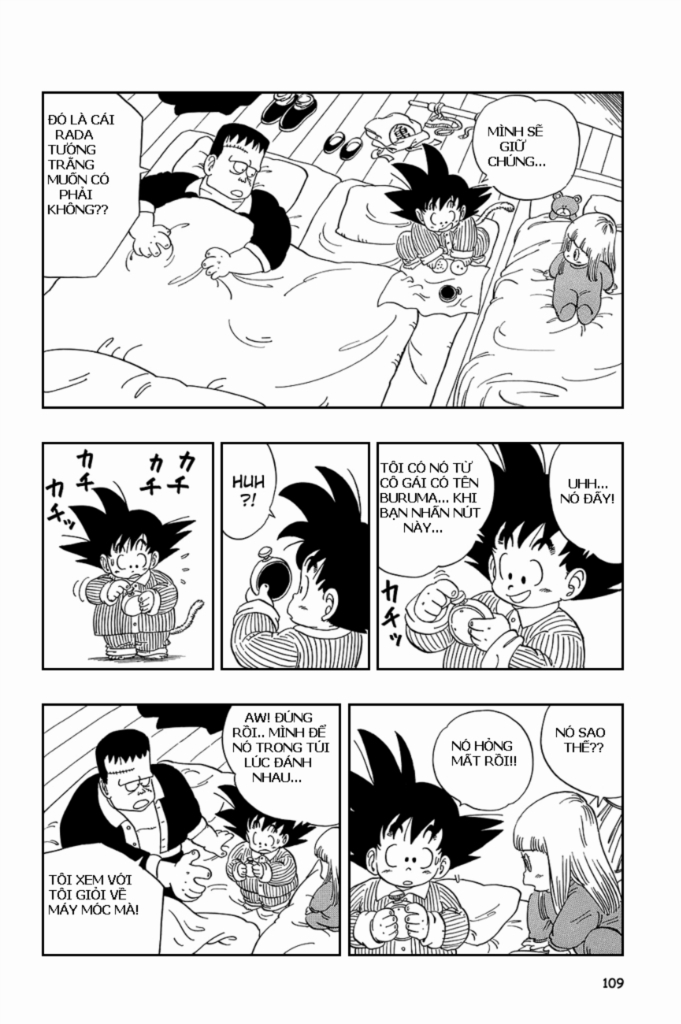 MÌNH SẼ
GIỮ
CHÚNG...
ĐÓ LÀ CÁI
RADA
TƯỚNG
TRẮNG
MUỐN CÓ
PHẢI
KHÔNG??
UHH...
NÓ ĐẤY!
TÔI CÓ NÓ TỪ
CÔ GÁI CÓ TÊN
BURUMA... KHI
BẠN NHẤN NÚT
NÀY...
カチッ
HUH
?!
カチ
カチ
カチ
カチッ
NÓ SAO
THẾ??
NÓ HỎNG
MẤT RỒI!!
AW! ĐÚNG
RỒI.. MÌNH ĐỂ
NÓ TRONG TÚI
LÚC ĐÁNH
NHAU...
TÔI XEM VỚI
TÔI GIỎI VỀ
MÁY MÓC MÀ!
109